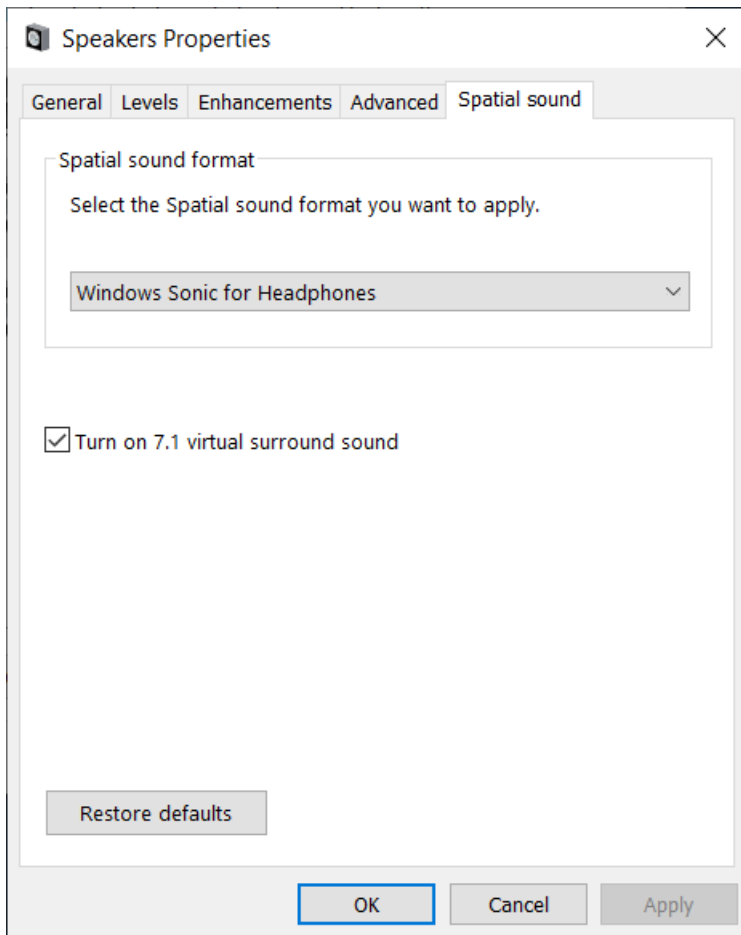 Speakers Properties
General Levels Enhancements Advanced Spatial sound
Spatial sound format
Select the Spatial sound format you want to apply.
Windows Sonic for Headphones
Turn on 7.1 virtual surround sound
Restore defaults
OK Cancel Apply